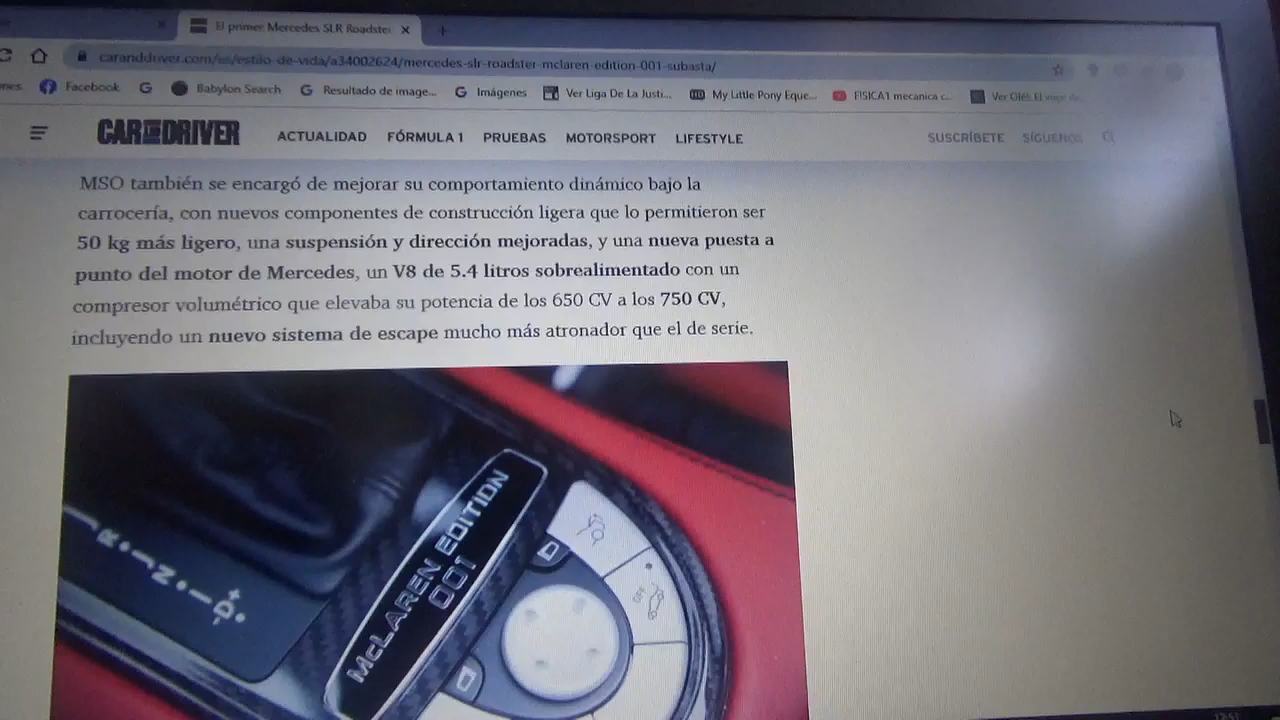 El primer Mercedes SLR Roadster
caranddriver.com/es/estilo-de-vida/a34002624/mercedes-slr-roadster-mclaren-edition-001-subasta/
nes
Facebook
Babylon Search
Resultado de image...
Imágenes
Ver Liga De La Justi...
My Little Pony Eque...
FISICA1 mecanica c...
CAR AND DRIVER
ACTUALIDAD
FÓRMULA 1
PRUEBAS
MOTORSPORT
LIFESTYLE
SUSCRÍBETE
SÍGUENOS
MSO también se encargó de mejorar su comportamiento dinámico bajo la
carrocería, con nuevos componentes de construcción ligera que lo permitieron ser
50 kg más ligero, una suspensión y dirección mejoradas, y una nueva puesta a
punto del motor de Mercedes, un V8 de 5.4 litros sobrealimentado con un
compresor volumétrico que elevaba su potencia de los 650 CV a los 750 CV,
incluyendo un nuevo sistema de escape mucho más atronador que el de serie.
R
N
-D+
McLAREN EDITION
001
OFF